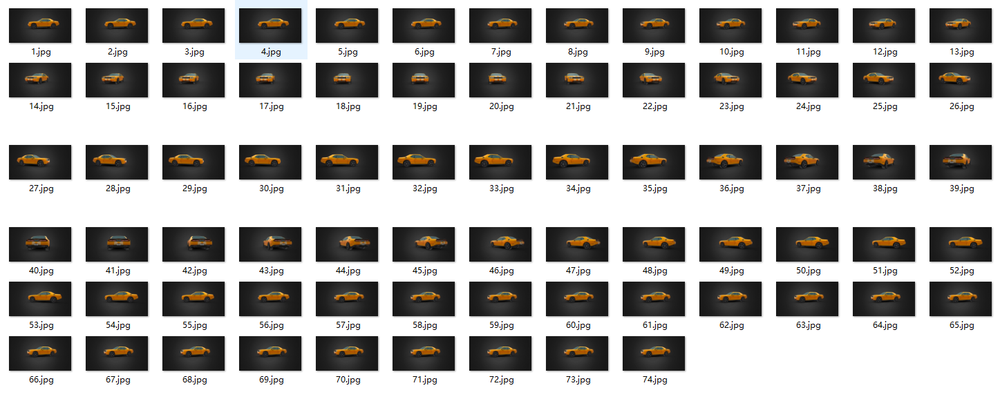 1.jpg 2.jpg 3.jpg 4.jpg 5.jpg 6.jpg 7.jpg 8.jpg 9.jpg 10.jpg 11.jpg 12.jpg 13.jpg
14.jpg 15.jpg 16.jpg 17.jpg 18.jpg 19.jpg 20.jpg 21.jpg 22.jpg 23.jpg 24.jpg 25.jpg 26.jpg
27.jpg 28.jpg 29.jpg 30.jpg 31.jpg 32.jpg 33.jpg 34.jpg 35.jpg 36.jpg 37.jpg 38.jpg 39.jpg
40.jpg 41.jpg 42.jpg 43.jpg 44.jpg 45.jpg 46.jpg 47.jpg 48.jpg 49.jpg 50.jpg 51.jpg 52.jpg
53.jpg 54.jpg 55.jpg 56.jpg 57.jpg 58.jpg 59.jpg 60.jpg 61.jpg 62.jpg 63.jpg 64.jpg 65.jpg
66.jpg 67.jpg 68.jpg 69.jpg 70.jpg 71.jpg 72.jpg 73.jpg 74.jpg